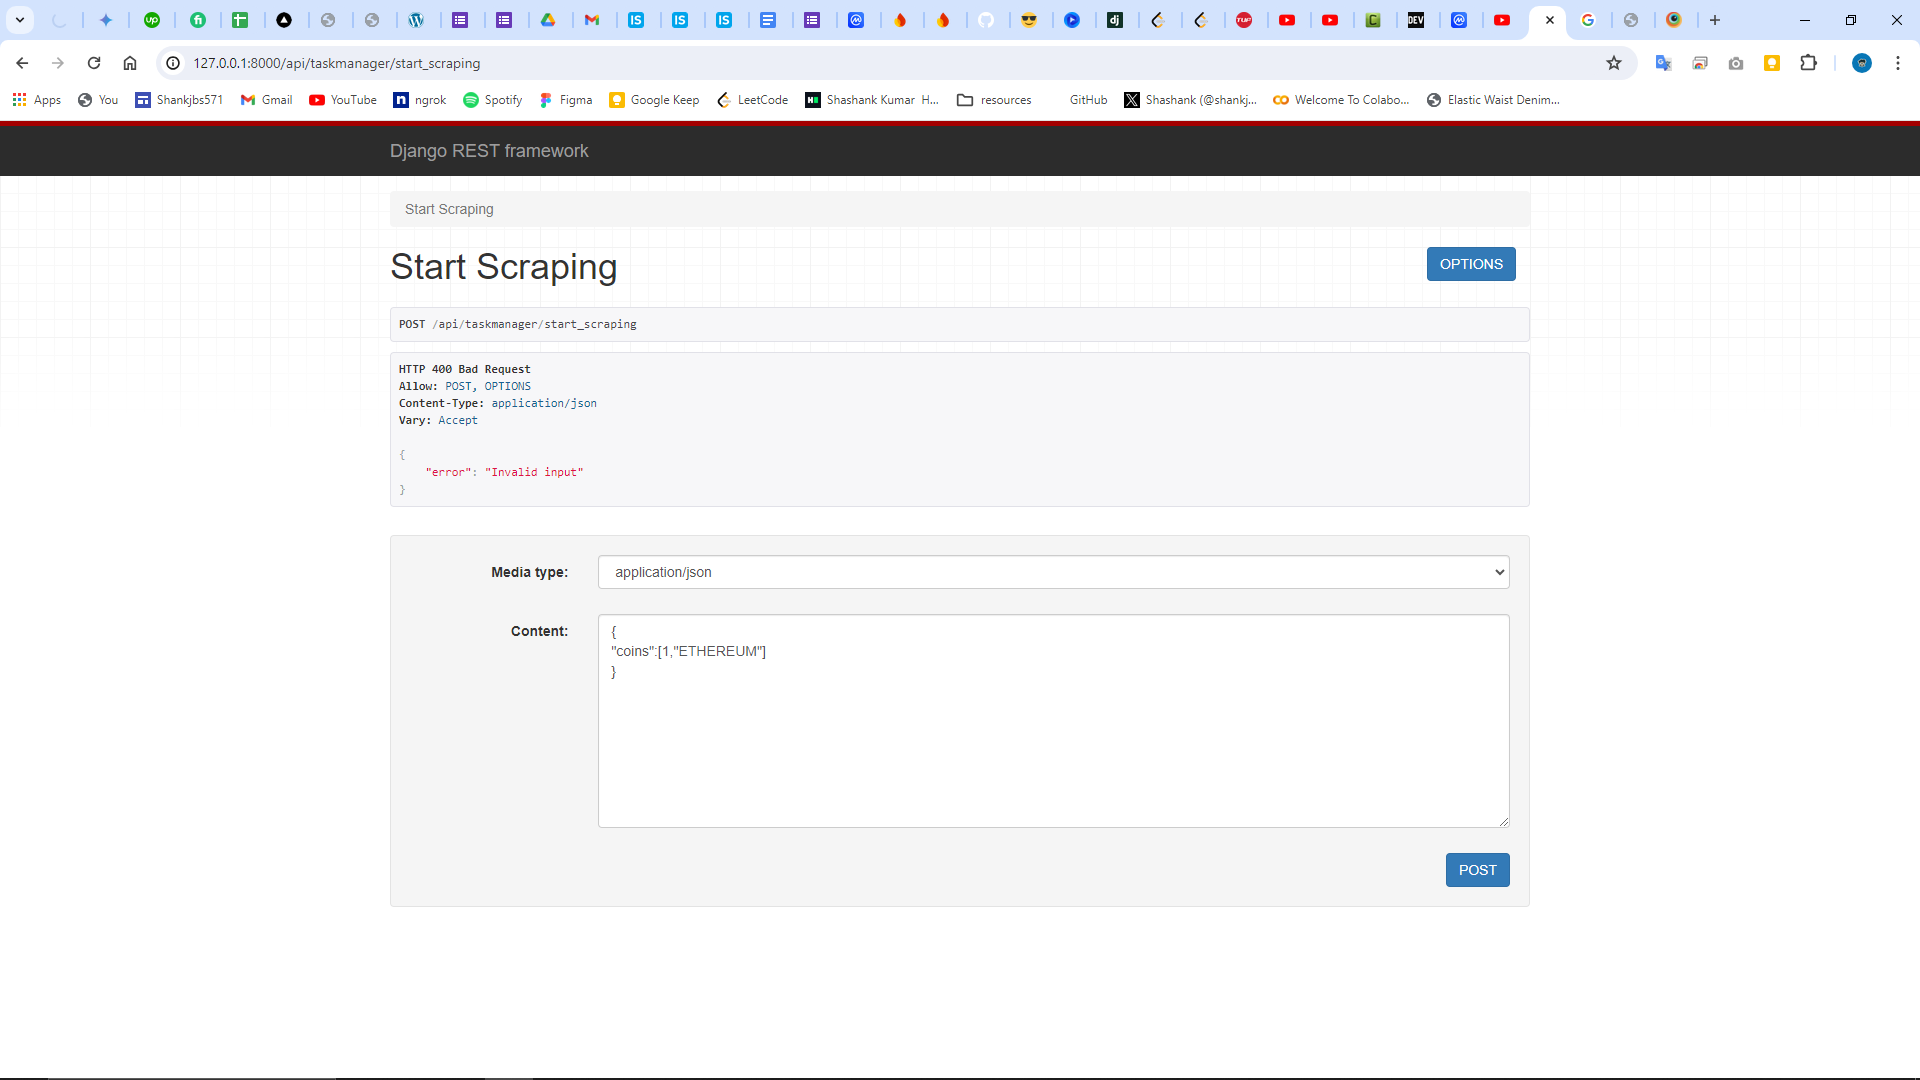 127.0.0.1:8000/api/taskmanager/start_scraping
Apps You Shankjbs571 Gmail YouTube ngrok Spotify Figma Google Keep LeetCode Shashank Kumar H... resources GitHub Shashank (@shankj... Welcome To Colabo... Elastic Waist Denim...
Django REST framework
Start Scraping
Start Scraping
OPTIONS
POST /api/taskmanager/start_scraping
HTTP 400 Bad Request
Allow: POST, OPTIONS
Content-Type: application/json
Vary: Accept
{
"error": "Invalid input"
}
Media type: application/json
Content:
{
"coins":[1,"ETHEREUM"]
}
POST